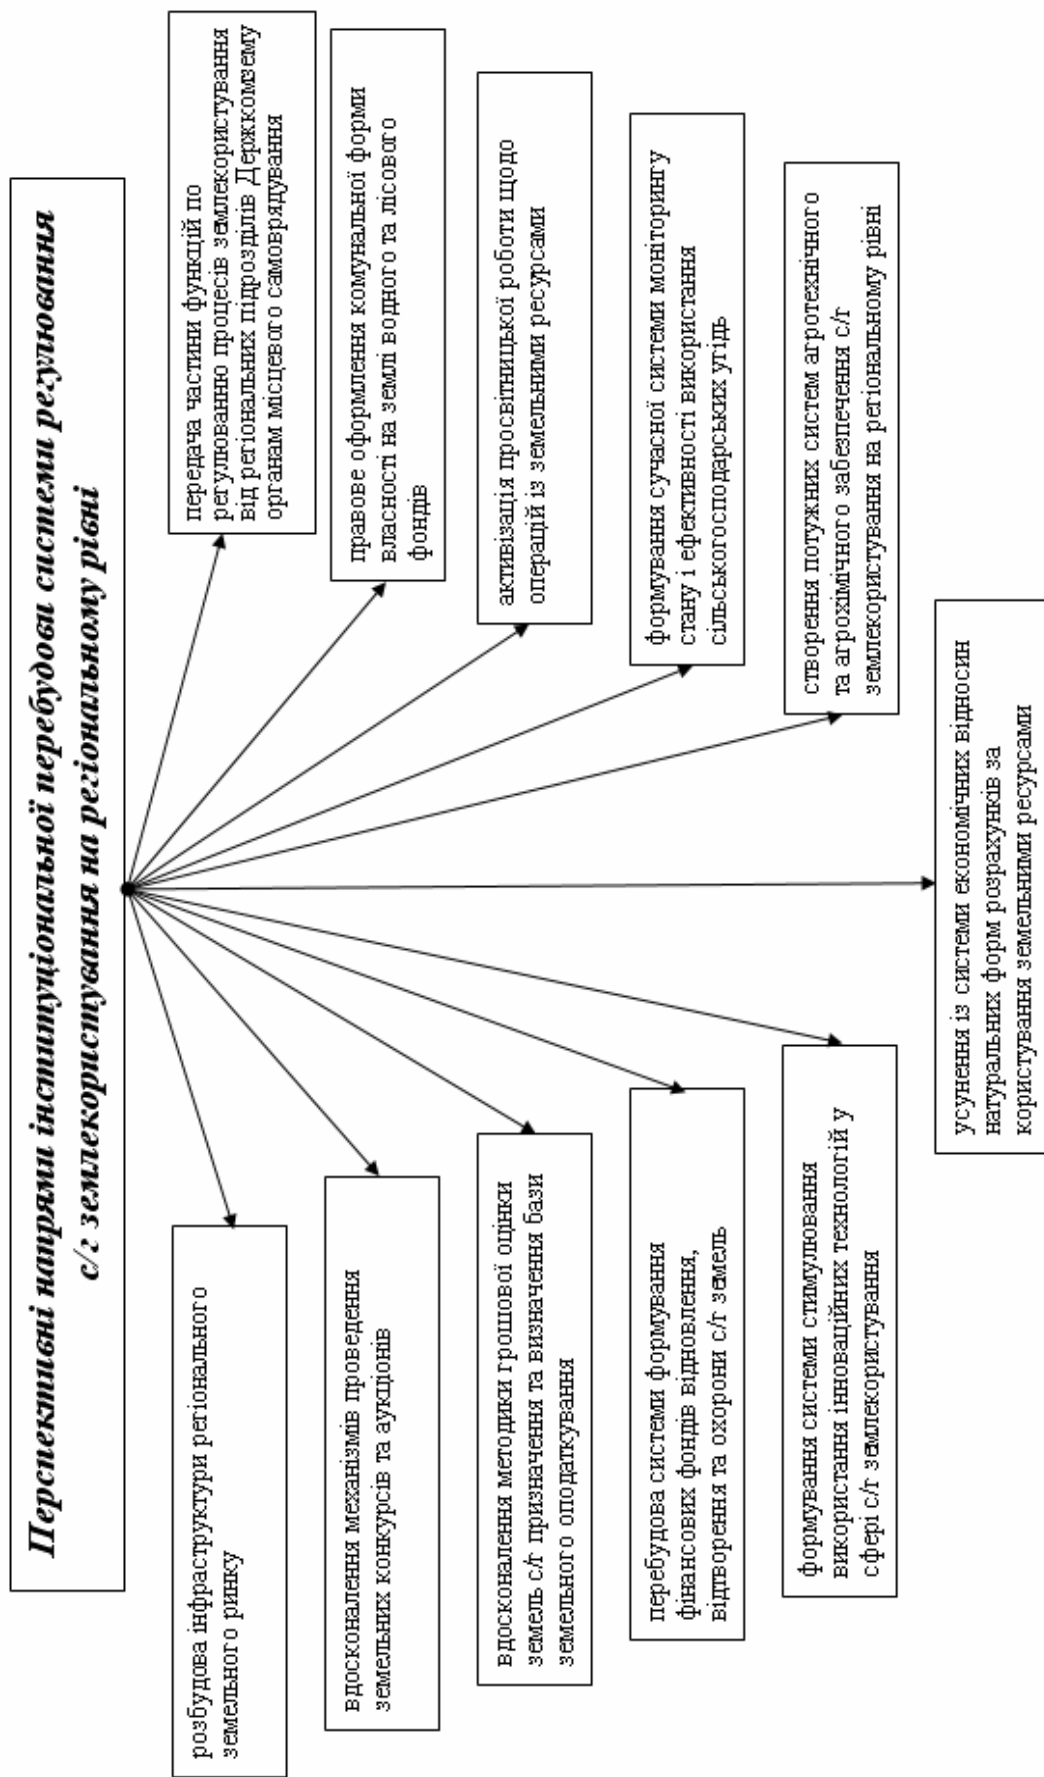 Перспективні напрями інституціональної перебудови системи регулювання
с/г землекористування на регіональному рівні
розбудова інфраструктури регіонального
земельного ринку
вдосконалення механізмів проведення
земельних конкурсів та аукціонів
вдосконалення методики грошової оцінки
земель с/г призначення та визначення бази
земельного оподаткування
перебудова системи формування
фінансових фондів відновлення,
відтворення та охорони с/г земель
формування системи стимулювання
використання інноваційних технологій у
сфері с/г землекористування
усунення із системи економічних відносин
натуральних форм розрахунків за
користування земельними ресурсами
передача частини функцій по
регулюванню процесів землекористування
від регіональних підрозділів Держкомзему
органам місцевого самоврядування
правове оформлення комунальної форми
власності на землі водного та лісового
фондів
активізація просвітницької роботи щодо
операцій із земельними ресурсами
формування сучасної системи моніторингу
стану і ефективності використання
сільськогосподарських угідь
створення потужних систем агротехнічного
та агрохімічного забезпечення с/г
землекористування на регіональному рівні